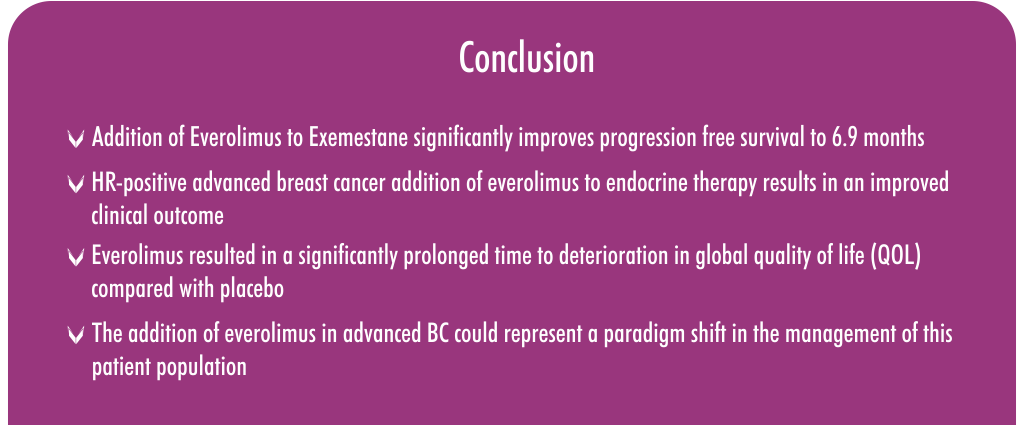 Conclusion
Addition of Everolimus to Exemestane significantly improves progression free survival to 6.9 months
HR-positive advanced breast cancer addition of everolimus to endocrine therapy results in an improved
clinical outcome
Everolimus resulted in a significantly prolonged time to deterioration in global quality of life (QOL)
compared with placebo
The addition of everolimus in advanced BC could represent a paradigm shift in the management of this
patient population